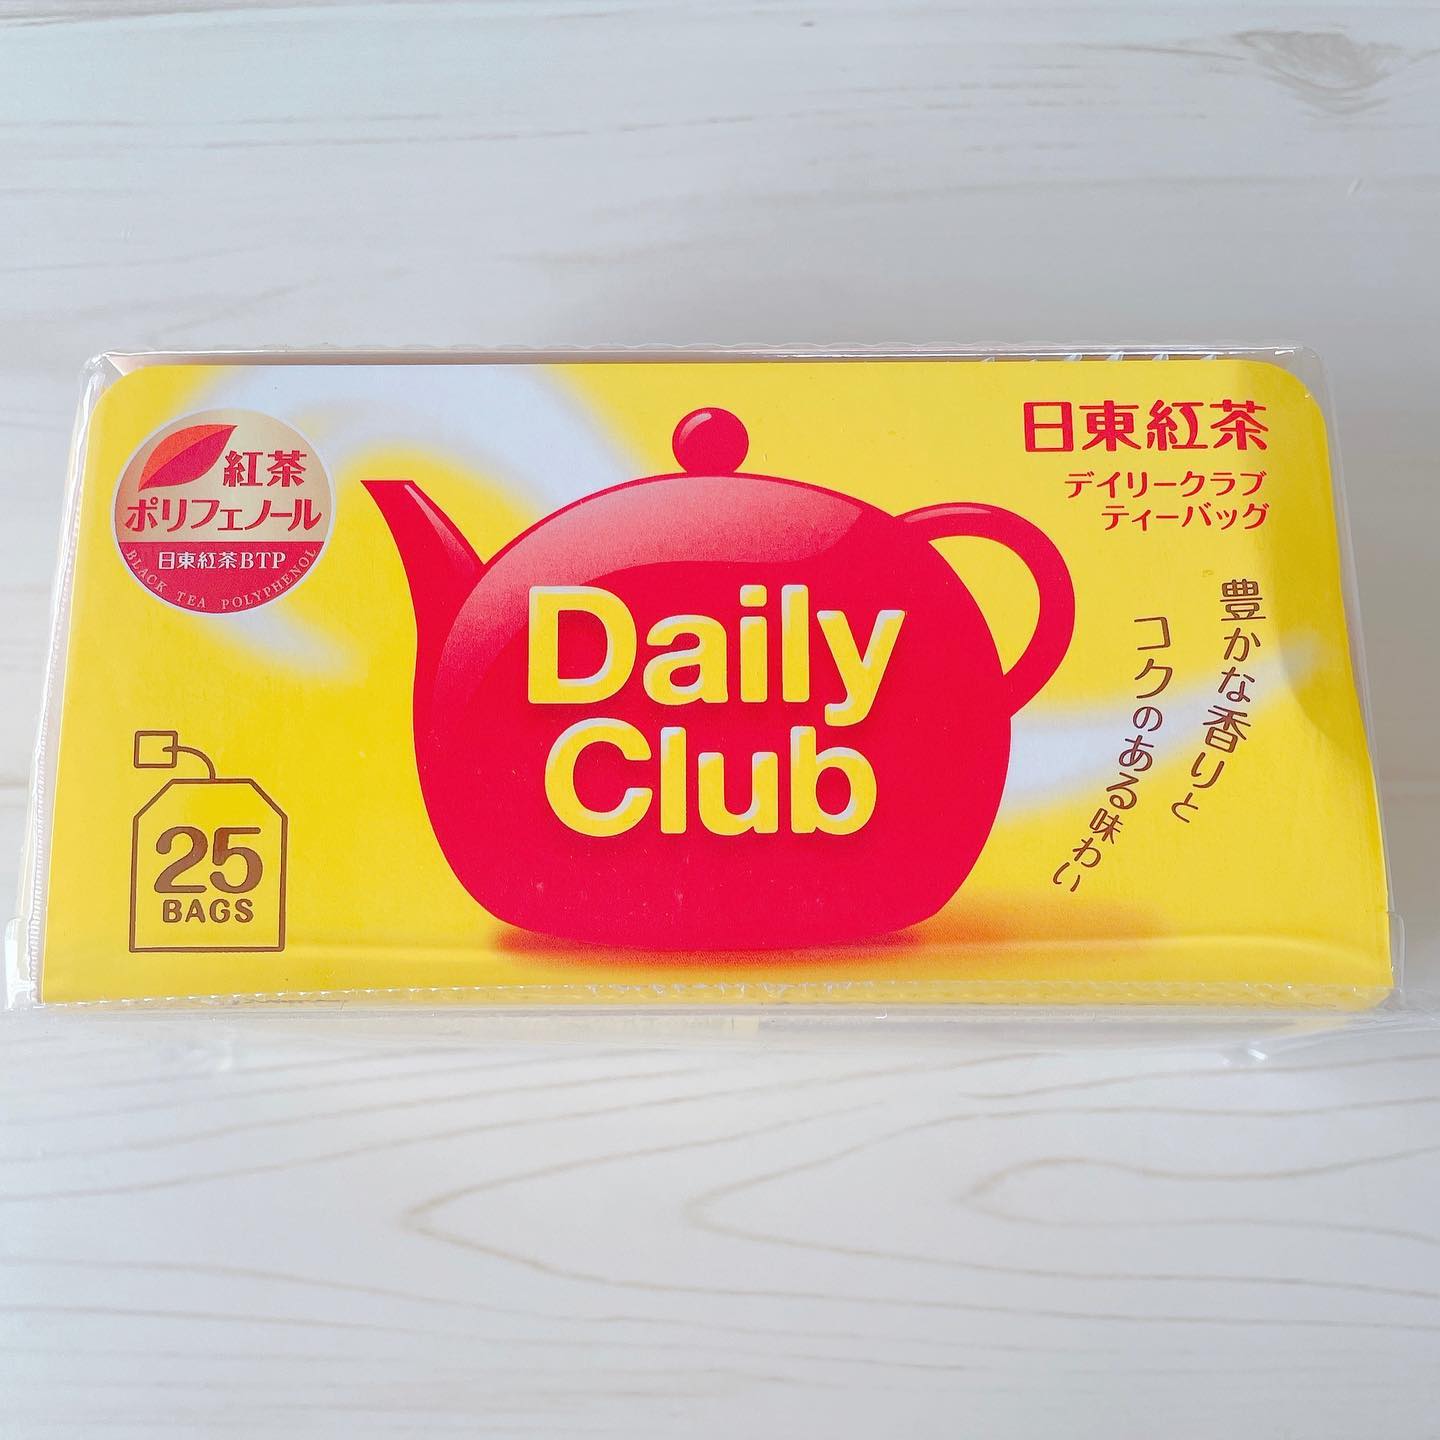 紅茶
ポリフェノール
日東紅茶BTP
BLACK TEA POLYPHENOL
日東紅茶
デイリークラブ
ティーバッグ
Daily
Club
豊かな香りと
コクのある味わい
25
BAGS